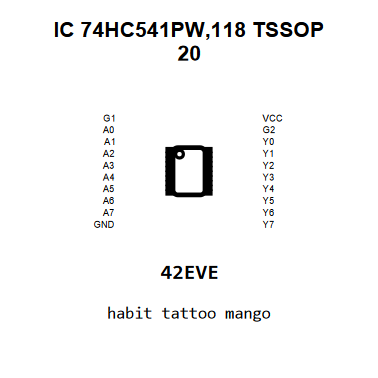 IC 74HC541PW,118 TSSOP
20
G1 VCC
A0 G2
A1 Y0
A2 Y1
A3 Y2
A4 Y3
A5 Y4
A6 Y5
A7 Y6
GND Y7
42EVE
habit tattoo mango